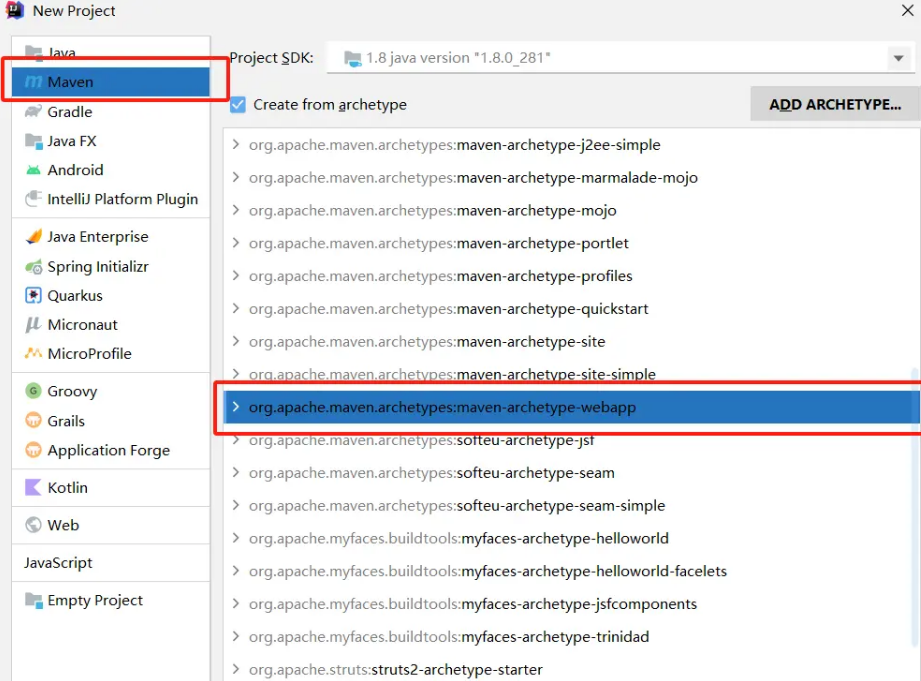 New Project
Java
Maven
Gradle
Java FX
Android
IntelliJ Platform Plugin
Java Enterprise
Spring Initializr
Quarkus
Micronaut
MicroProfile
Groovy
Grails
Application Forge
Kotlin
Web
JavaScript
Empty Project
Project SDK: 1.8 java version "1.8.0_281"
Create from archetype ADD ARCHETYPE...
org.apache.maven.archetypes:maven-archetype-j2ee-simple
org.apache.maven.archetypes:maven-archetype-marmalade-mojo
org.apache.maven.archetypes:maven-archetype-mojo
org.apache.maven.archetypes:maven-archetype-portlet
org.apache.maven.archetypes:maven-archetype-profiles
org.apache.maven.archetypes:maven-archetype-quickstart
org.apache.maven.archetypes:maven-archetype-site
org.apache.maven.archetypes:maven-archetype-site-simple
org.apache.maven.archetypes:maven-archetype-webapp
org.apache.maven.archetypes:softeu-archetype-jsf
org.apache.maven.archetypes:softeu-archetype-seam
org.apache.maven.archetypes:softeu-archetype-seam-simple
org.apache.myfaces.buildtools:myfaces-archetype-helloworld
org.apache.myfaces.buildtools:myfaces-archetype-helloworld-facelets
org.apache.myfaces.buildtools:myfaces-archetype-jsfcomponents
org.apache.myfaces.buildtools:myfaces-archetype-trinidad
org.apache.struts:struts2-archetype-starter